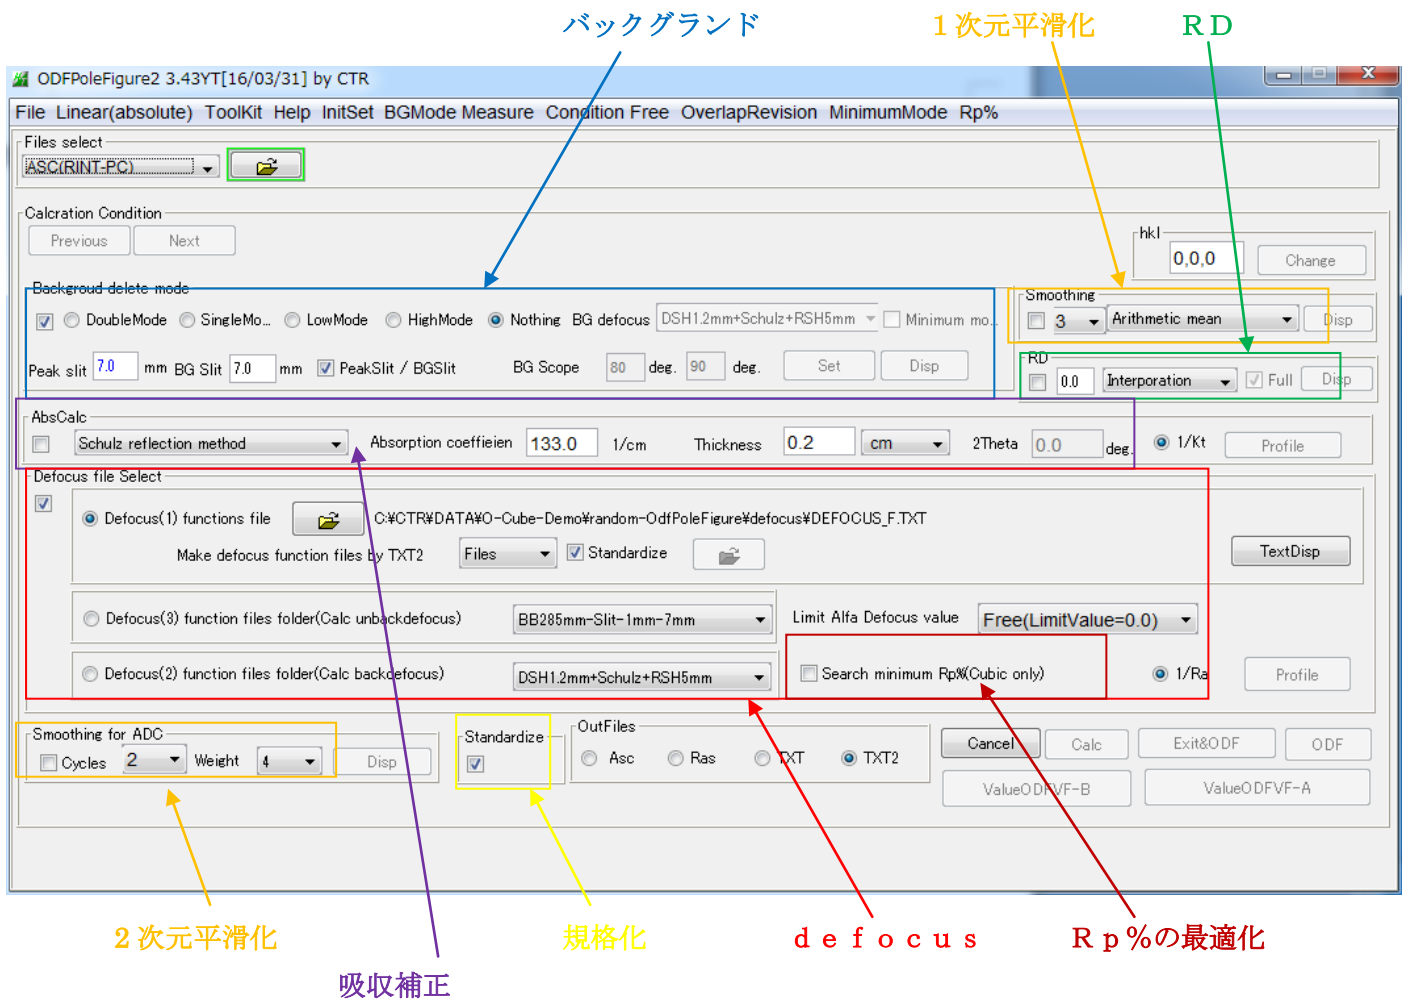 バックグランド
１次元平滑化
ＲＤ
ODFPoleFigure2 3.43YT[16/03/31] by CTR
File Linear(absolute) ToolKit Help InitSet BGMode Measure Condition Free OverlapRevision MinimumMode Rp%
Files select
ASC(RINT-PC)
Calcration Condition
Previous Next
hkl
0,0,0 Change
Backgroud delete mode
DoubleMode SingleMo... LowMode HighMode Nothing BG defocus DSH1.2mm+Schulz+RSH5mm Minimum mo...
Smoothing
3 Arithmetic mean Disp
Peak slit 7.0 mm BG Slit 7.0 mm PeakSlit / BGSlit BG Scope 80 deg. 90 deg. Set Disp
RD
0.0 Interporation Full Disp
AbsCalc
Schulz reflection method Absorption coeffieien 133.0 1/cm Thickness 0.2 cm 2Theta 0.0 deg. 1/Kt Profile
Defocus file Select
Defocus(1) functions file C:¥CTR¥DATA¥O-Cube-Demo¥random-OdfPoleFigure¥defocus¥DEFOCUS_F.TXT
Make defocus function files by TXT2 Files Standardize TextDisp
Defocus(3) function files folder(Calc unbackdefocus) BB285mm-Slit-1mm-7mm Limit Alfa Defocus value Free(LimitValue=0.0)
Defocus(2) function files folder(Calc backdefocus) DSH1.2mm+Schulz+RSH5mm Search minimum Rp%(Cubic only) 1/Ra Profile
Smoothing for ADC
Cycles 2 Weight 4 Disp
Standardize
OutFiles
Asc Ras TXT TXT2
Cancel Calc Exit&ODF ODF
ValueODFVF-B ValueODFVF-A
２次元平滑化
規格化
ｄｅｆｏｃｕｓ
Ｒｐ％の最適化
吸収補正